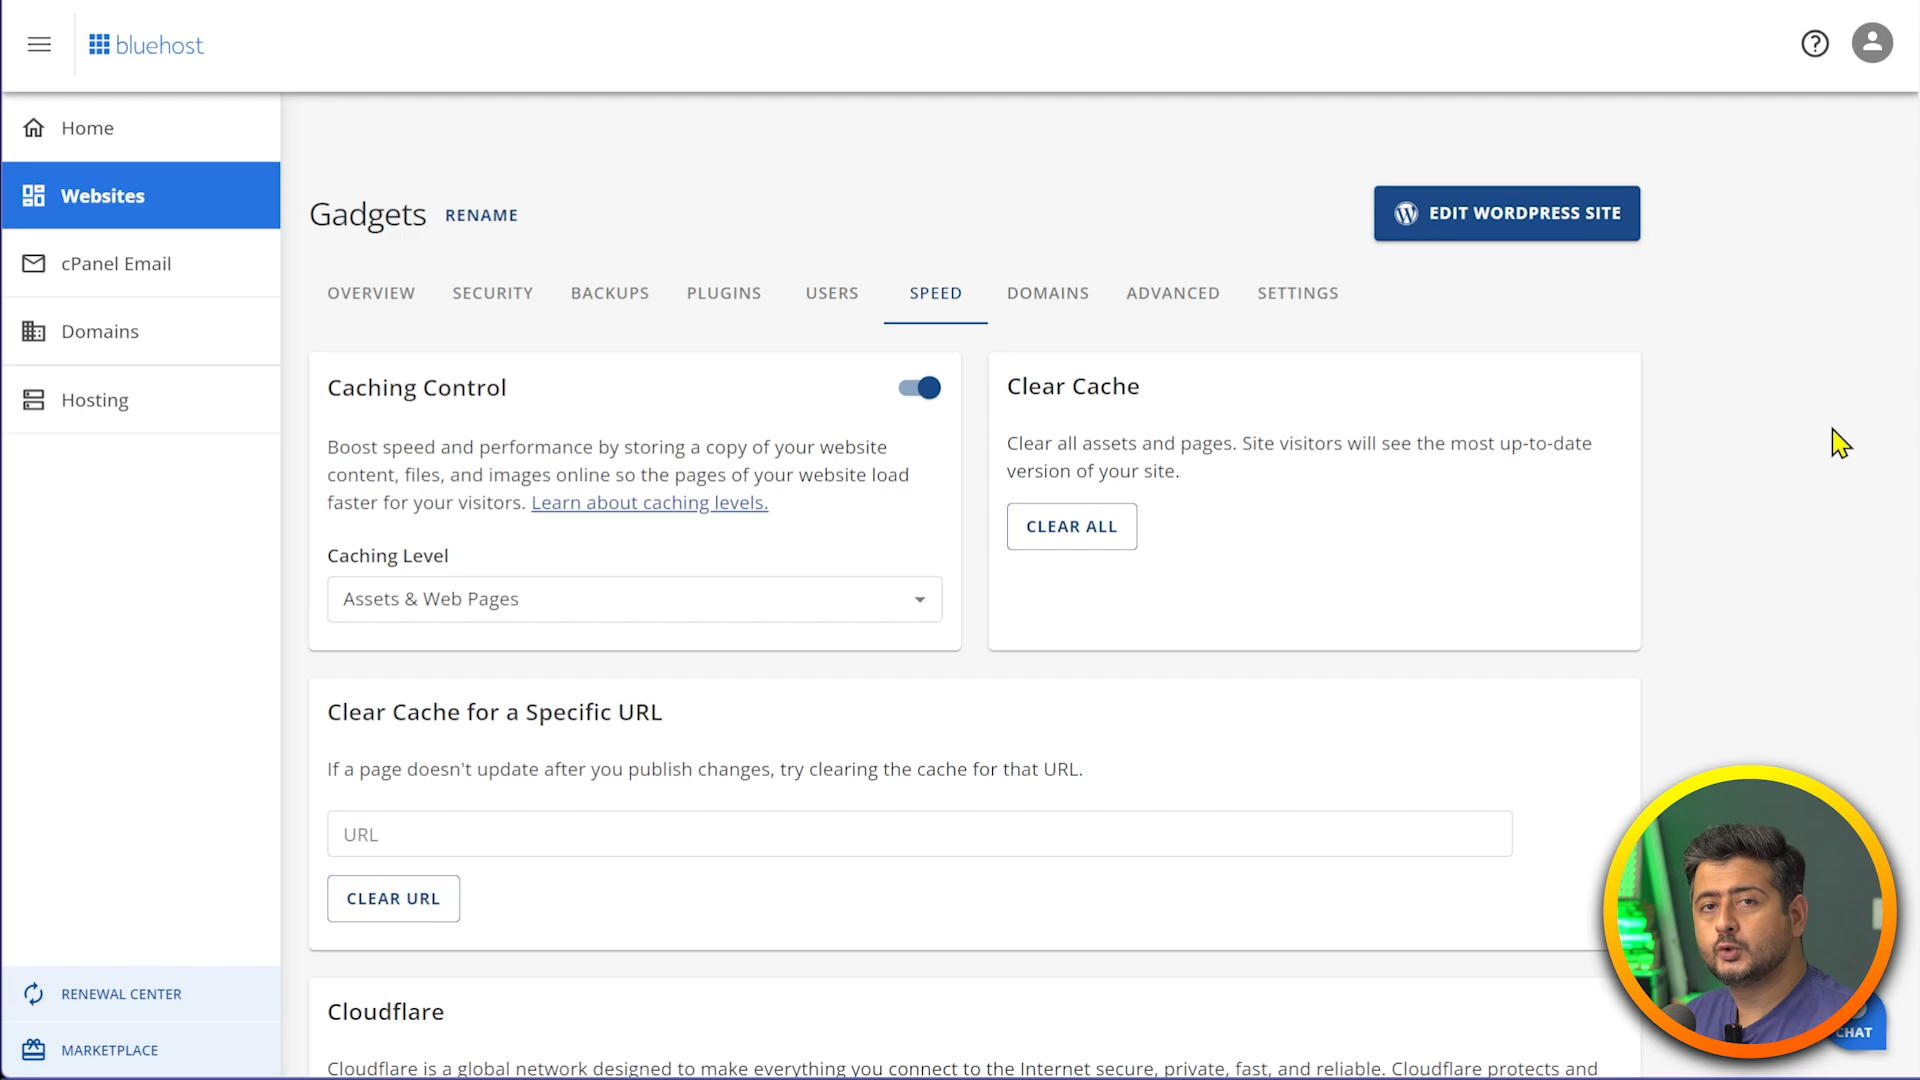 bluehost
Home
Websites
cPanel Email
Domains
Hosting
RENEWAL CENTER
MARKETPLACE
Gadgets RENAME
EDIT WORDPRESS SITE
OVERVIEW SECURITY BACKUPS PLUGINS USERS SPEED DOMAINS ADVANCED SETTINGS
Caching Control
Boost speed and performance by storing a copy of your website
content, files, and images online so the pages of your website load
faster for your visitors. Learn about caching levels.
Caching Level
Assets & Web Pages
Clear Cache
Clear all assets and pages. Site visitors will see the most up-to-date
version of your site.
CLEAR ALL
Clear Cache for a Specific URL
If a page doesn't update after you publish changes, try clearing the cache for that URL.
URL
CLEAR URL
Cloudflare
Cloudflare is a global network designed to make everything you connect to the Internet secure, private, fast, and reliable. Cloudflare protects and
CHAT